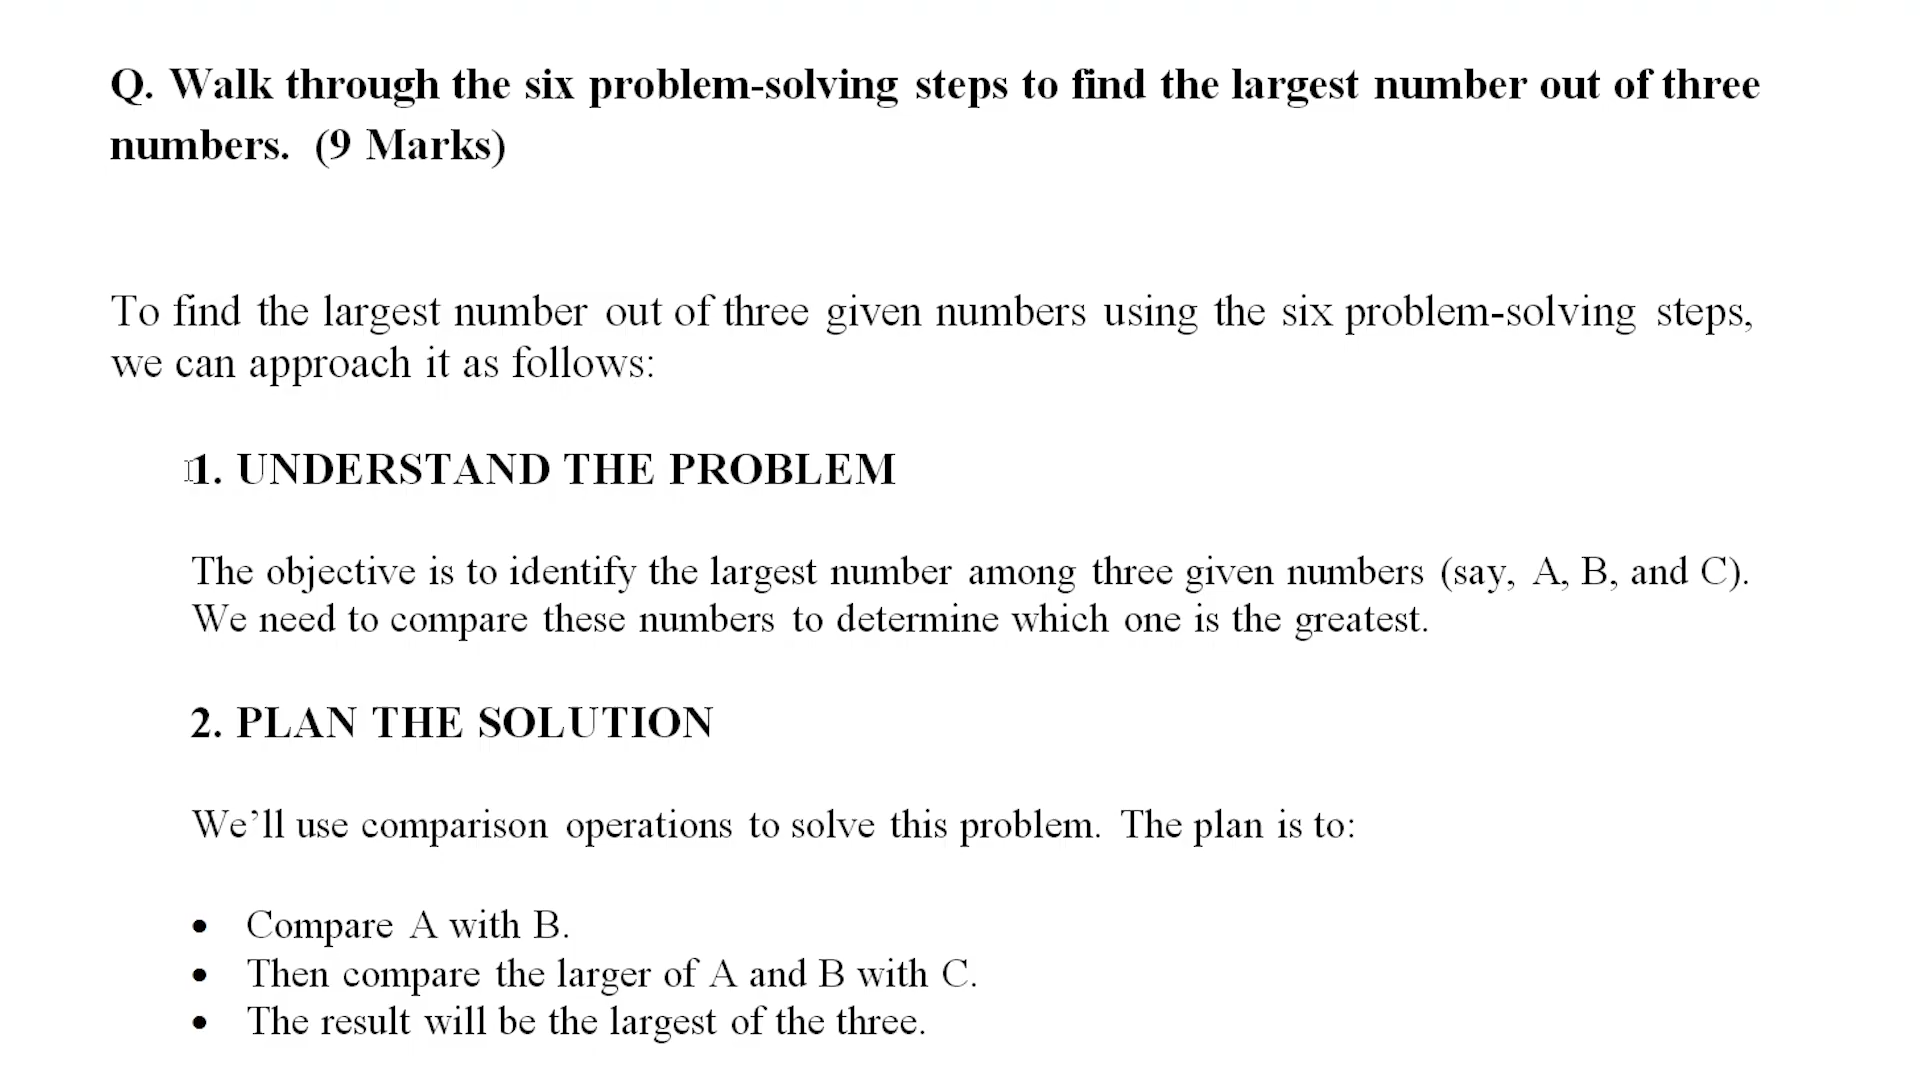 Q. Walk through the six problem-solving steps to find the largest number out of three
numbers. (9 Marks)
To find the largest number out of three given numbers using the six problem-solving steps,
we can approach it as follows:
1. UNDERSTAND THE PROBLEM
The objective is to identify the largest number among three given numbers (say, A, B, and C).
We need to compare these numbers to determine which one is the greatest.
2. PLAN THE SOLUTION
We’ll use comparison operations to solve this problem. The plan is to:
• Compare A with B.
• Then compare the larger of A and B with C.
• The result will be the largest of the three.